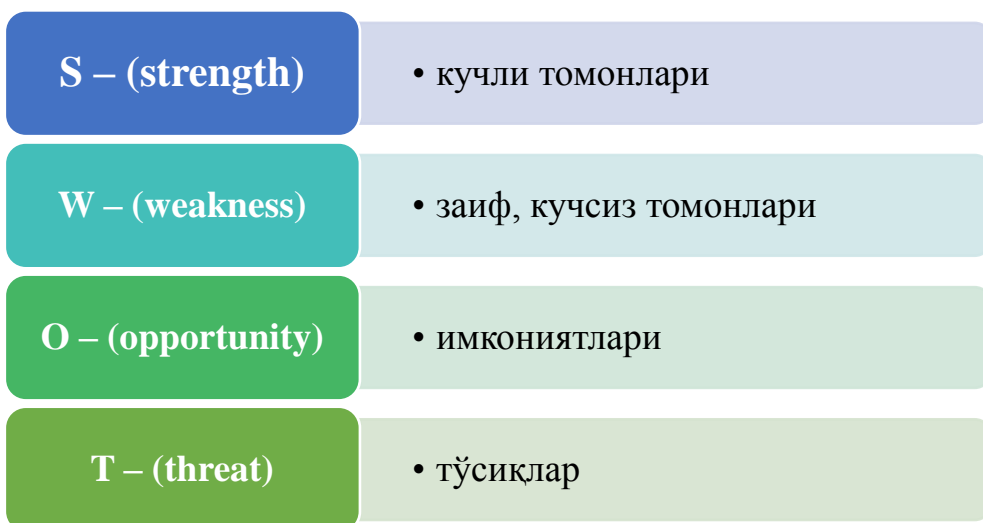 S – (strength)
• кучли томонлари
W – (weakness)
• заиф, кучсиз томонлари
O – (opportunity)
• имкониятлари
T – (threat)
• тўсиқлар